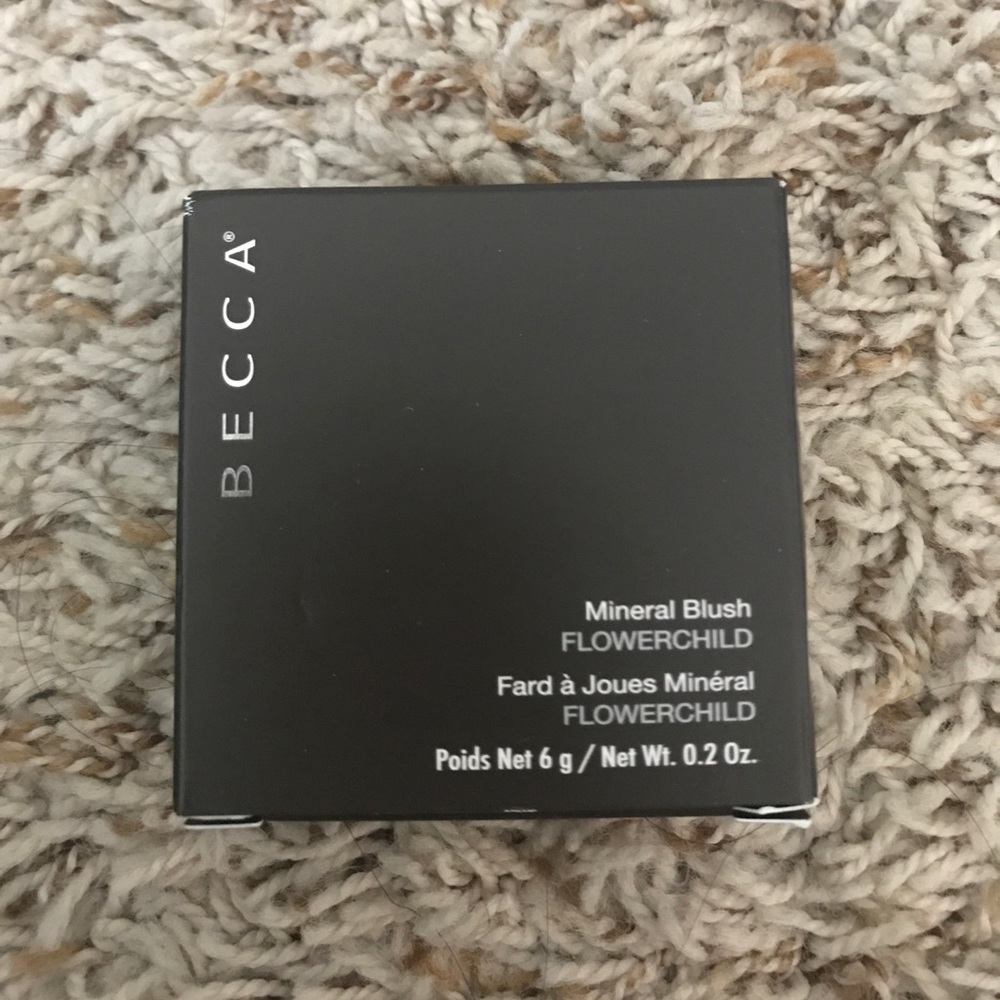 BECCA®
Mineral Blush
FLOWERCHILD
Fard à Joues Minéral
FLOWERCHILD
Poids Net 6 g / Net Wt. 0.2 Oz.